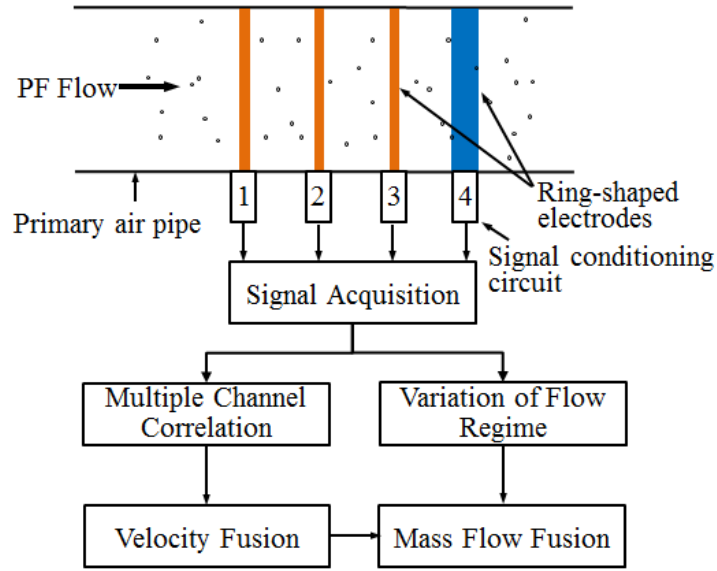 PF Flow
1
2
3
4
Primary air pipe
Ring-shaped
electrodes
Signal conditioning
circuit
Signal Acquisition
Multiple Channel
Correlation
Variation of Flow
Regime
Velocity Fusion
Mass Flow Fusion